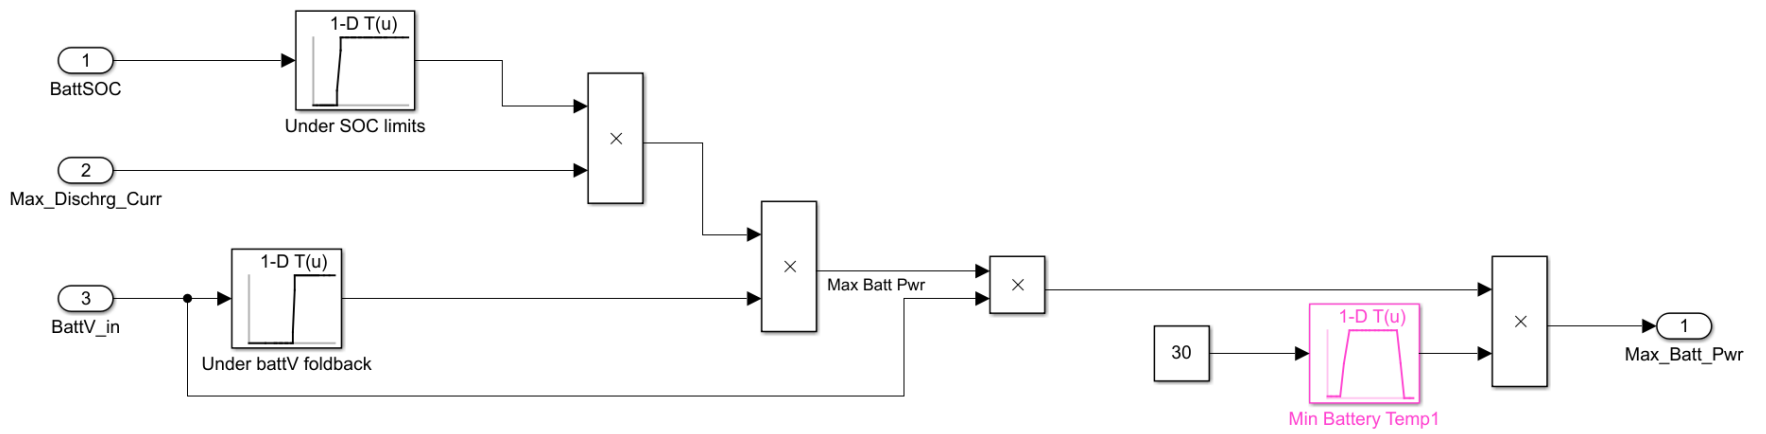 1-D T(u)
1
BattSOC
Under SOC limits
×
2
Max_Dischrg_Curr
1-D T(u)
×
Max Batt Pwr
×
3
BattV_in
Under battV foldback
1-D T(u)
30
×
1
Max_Batt_Pwr
Min Battery Temp1